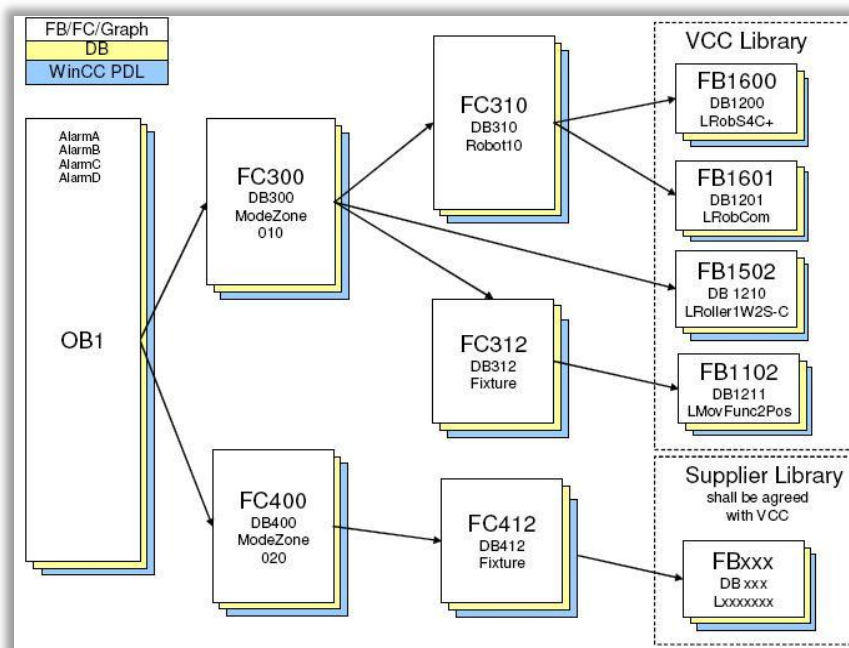 FB/FC/Graph
DB
WinCC PDL
AlarmA
AlarmB
AlarmC
AlarmD
OB1
FC300
DB300
ModeZone
010
FC400
DB400
ModeZone
020
FC310
DB310
Robot10
FC312
DB312
Fixture
FC412
DB412
Fixture
VCC Library
FB1600
DB1200
LRobS4C+
FB1601
DB1201
LRobCom
FB1502
DB 1210
LRoller1W2S-C
FB1102
DB1211
LMovFunc2Pos
Supplier Library
shall be agreed
with VCC
FBxxx
DB xxx
Lxxxxxxx